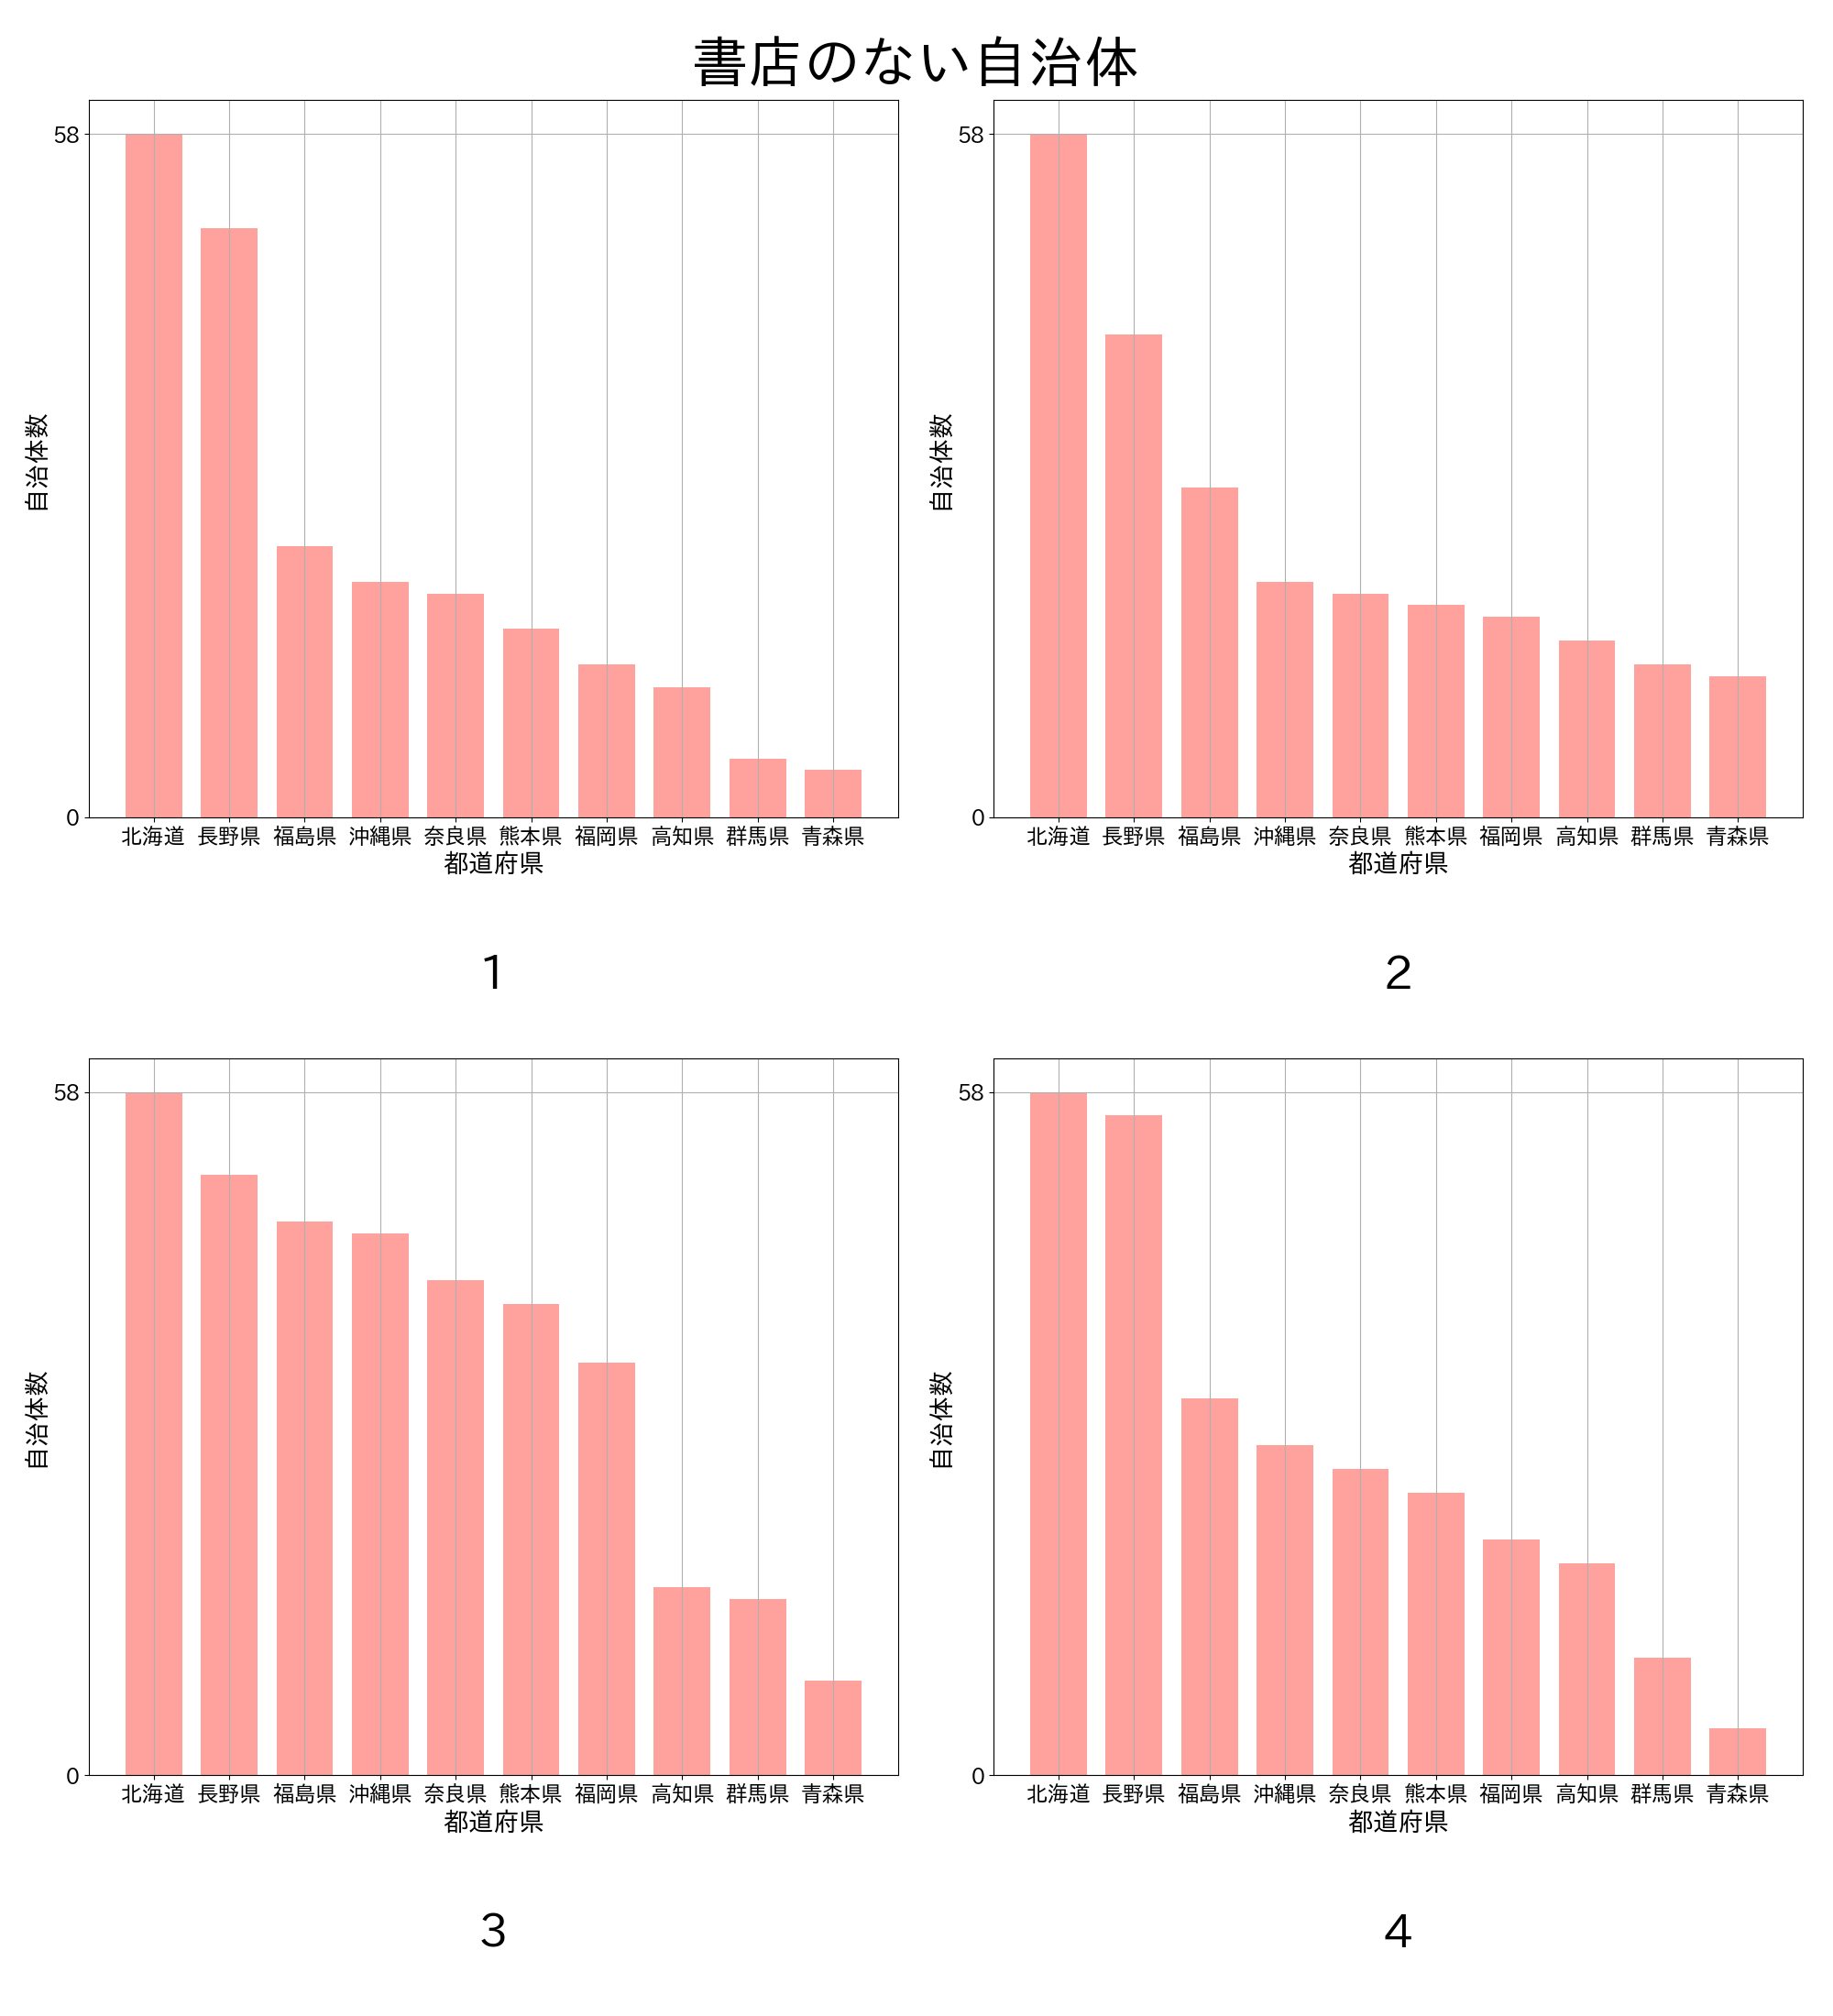 書店のない自治体
58
0
自治体数
北海道 長野県 福島県 沖縄県 奈良県 熊本県 福岡県 高知県 群馬県 青森県
都道府県
1
58
0
自治体数
北海道 長野県 福島県 沖縄県 奈良県 熊本県 福岡県 高知県 群馬県 青森県
都道府県
2
58
0
自治体数
北海道 長野県 福島県 沖縄県 奈良県 熊本県 福岡県 高知県 群馬県 青森県
都道府県
3
58
0
自治体数
北海道 長野県 福島県 沖縄県 奈良県 熊本県 福岡県 高知県 群馬県 青森県
都道府県
4